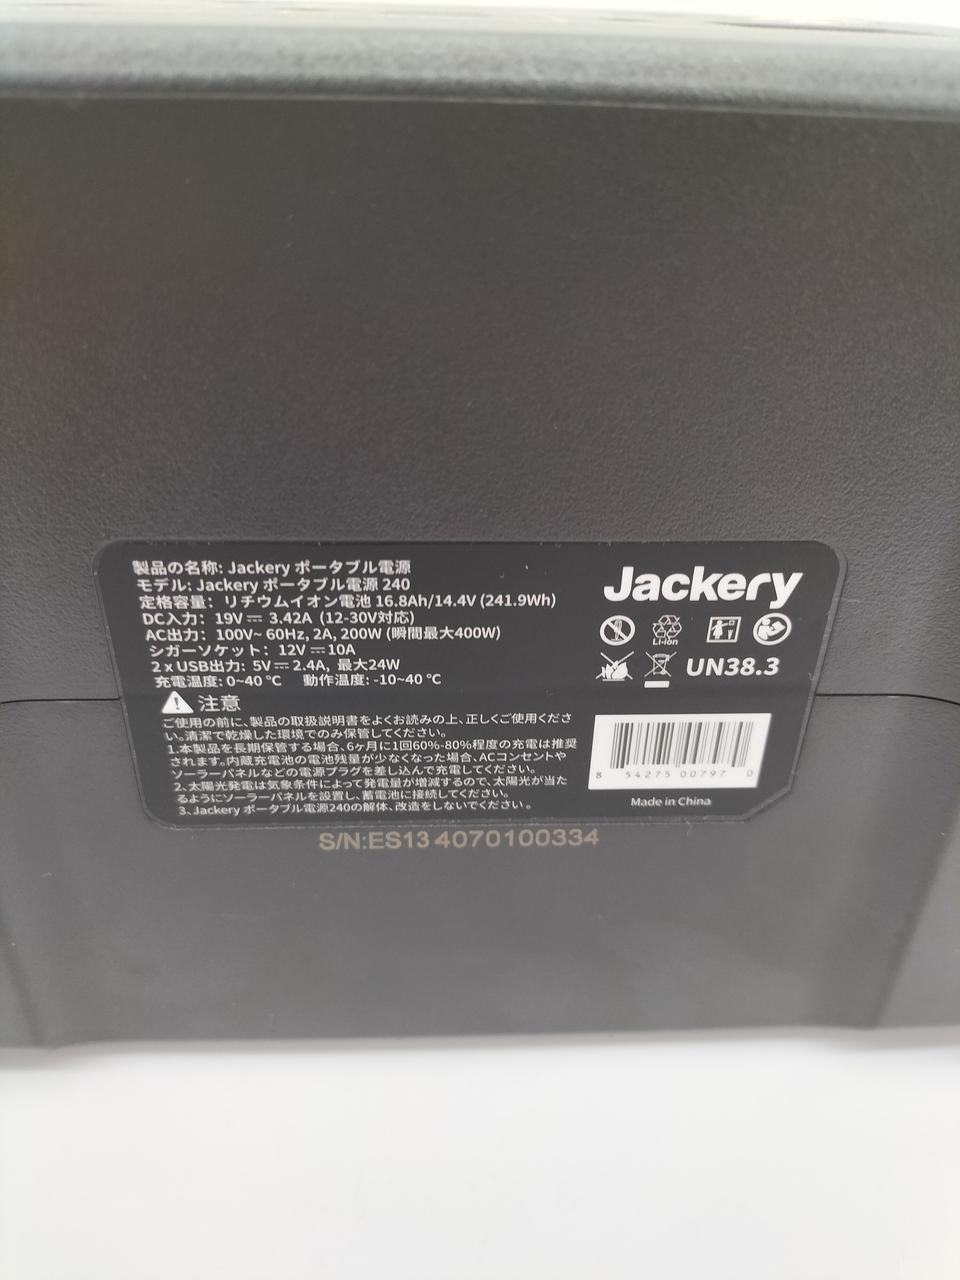 製品の名称: Jackery ポータブル電源
モデル: Jackery ポータブル電源 240
定格容量: リチウムイオン電池 16.8Ah/14.4V (241.9Wh)
DC入力: 19V⎓ 3.42A (12-30V対応)
AC出力: 100V~ 60Hz, 2A, 200W (瞬間最大400W)
シガーソケット: 12V⎓10A
2 x USB出力: 5V⎓2.4A, 最大24W
充電温度: 0~40 ℃ 動作温度: -10~40 ℃
注意
ご使用の前に、製品の取扱説明書をよくお読みの上、正しくご使用くださ
い。清潔で乾燥した環境でのみ保管してください。
1.本製品を長期保管する場合、6ヶ月に1回60%-80%程度の充電は推奨
されます。内蔵充電池の電池残量が少なくなった場合、ACコンセントや
ソーラーパネルなどの電源プラグを差し込んで充電してください。
2、太陽光発電は気象条件によって発電量が増減するので、太陽光が当た
るようにソーラーパネルを設置し、蓄電池に接続してください。
3、Jackery ポータブル電源240の解体、改造をしないでください。
Jackery
Li-ion
UN38.3
8 54275 00797 0
Made in China
S/N:ES134070100334